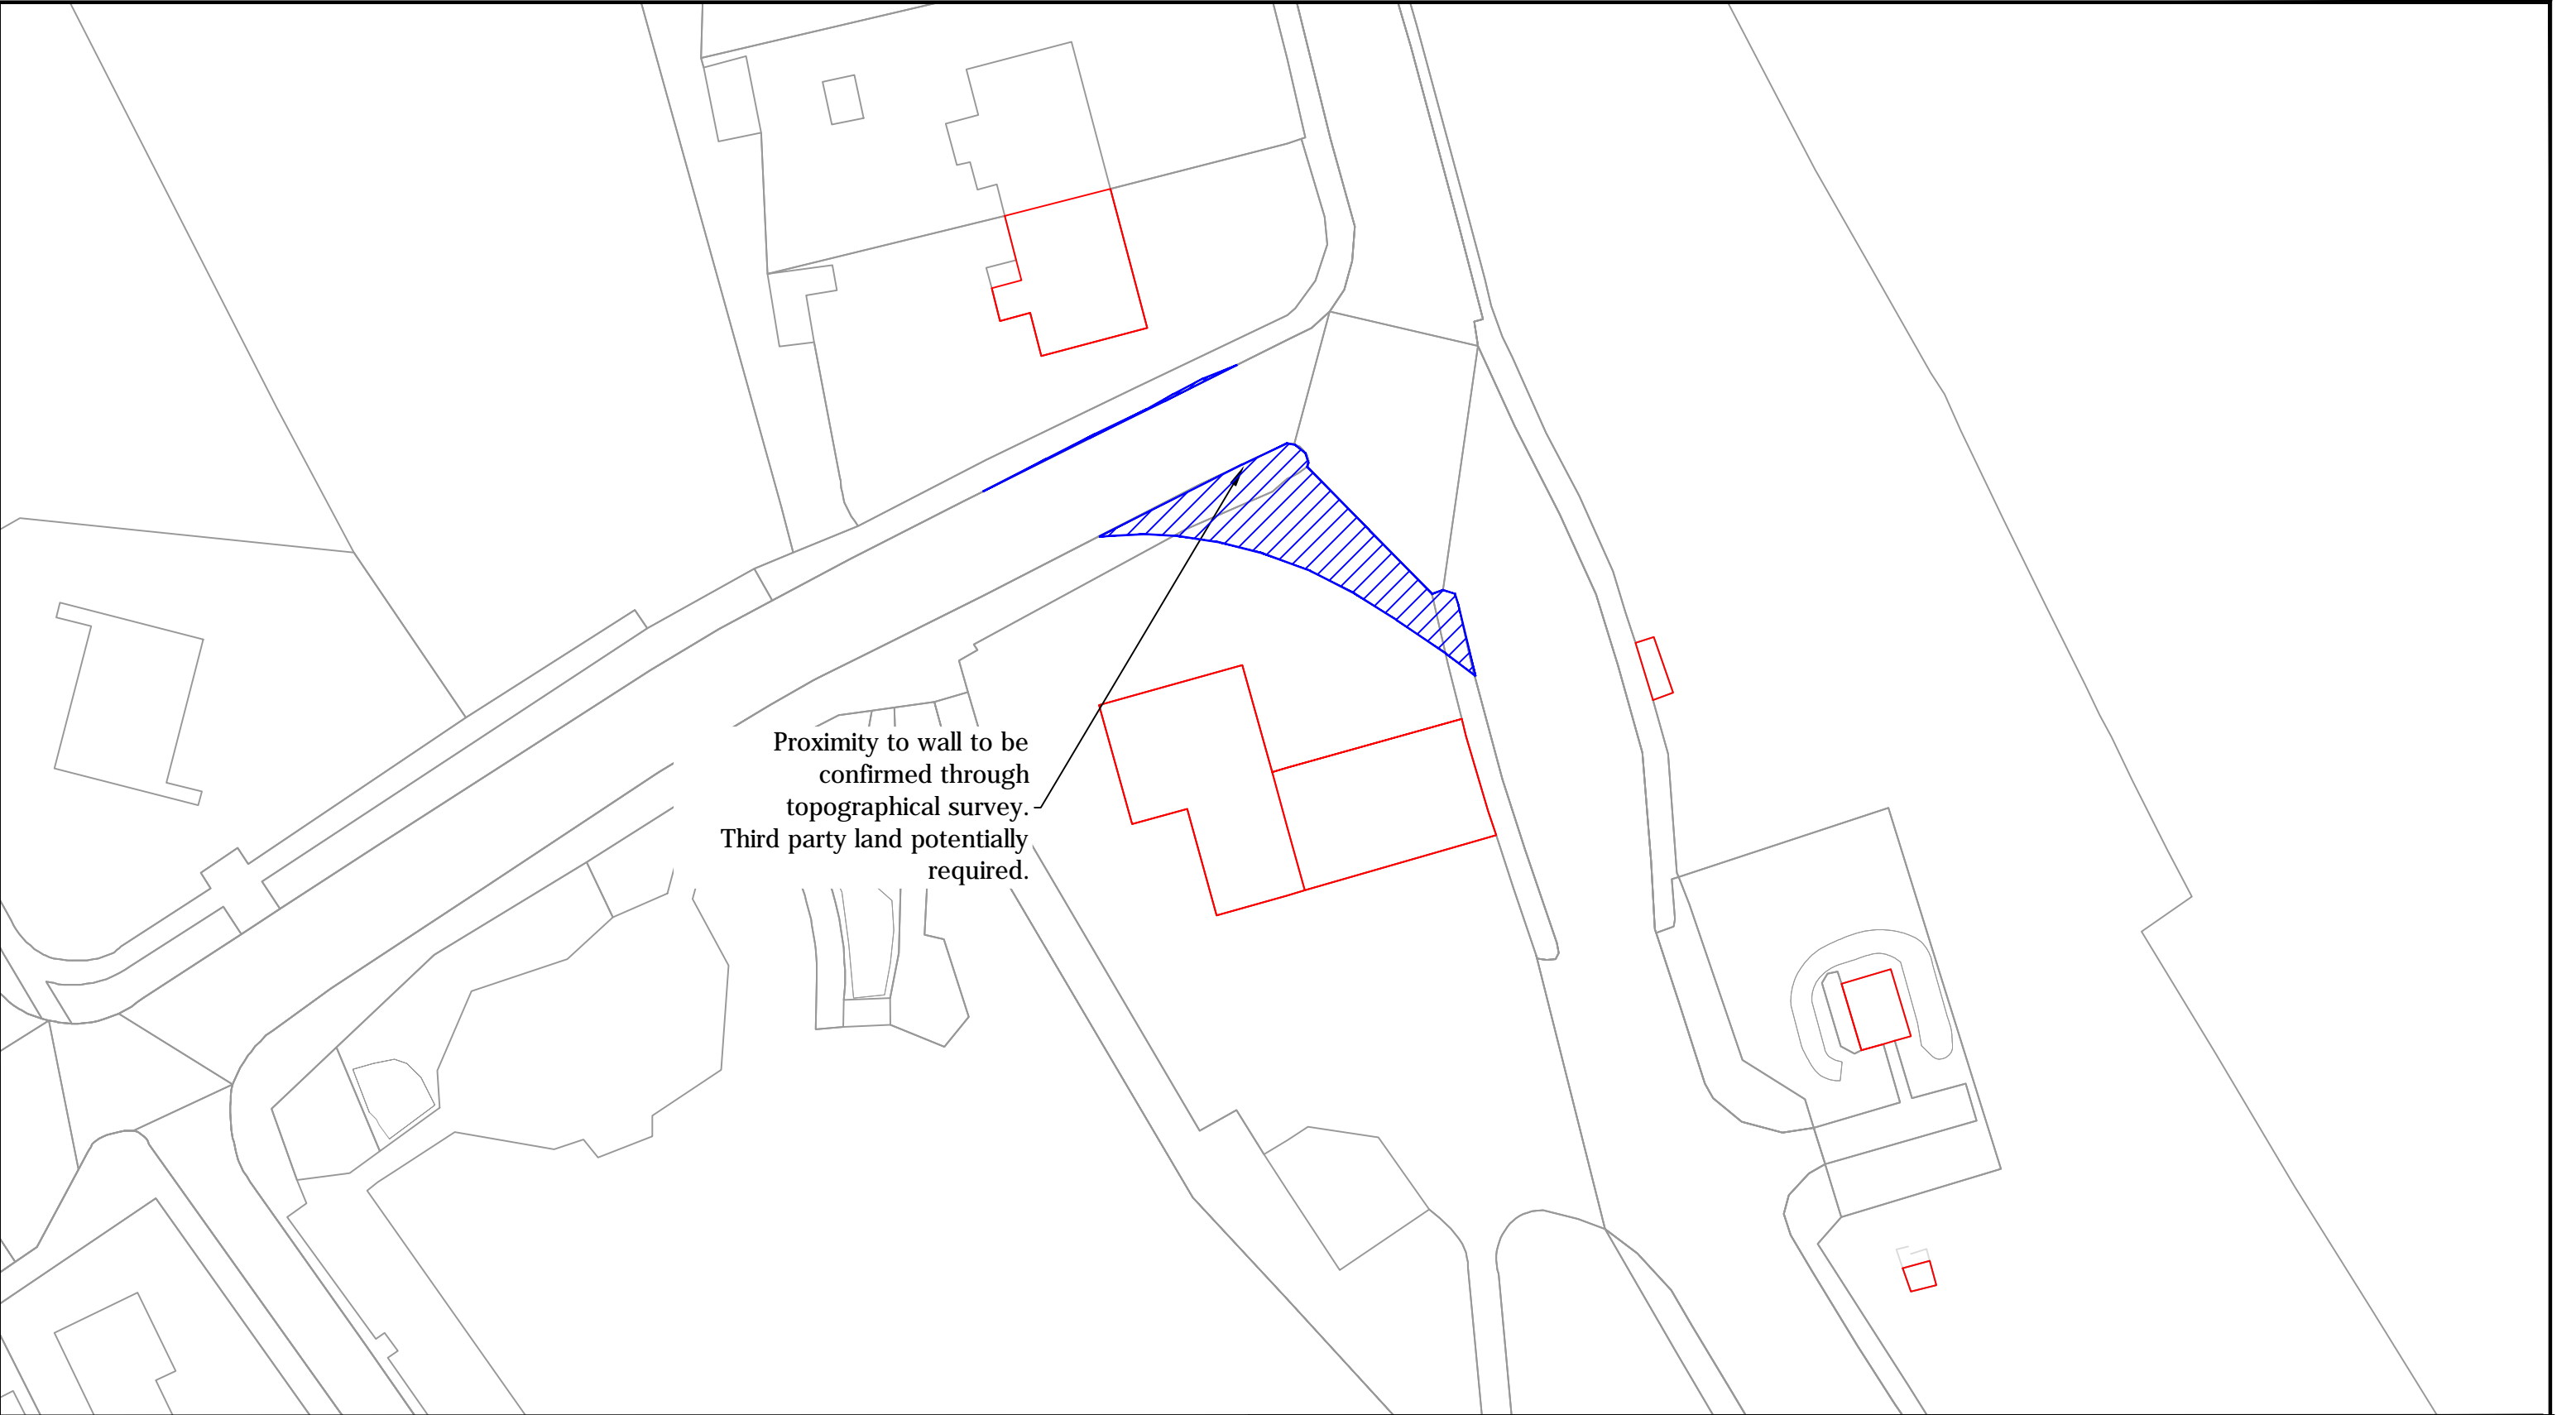 Proximity to wall to be
confirmed through
topographical survey.
Third party land potentially
required.